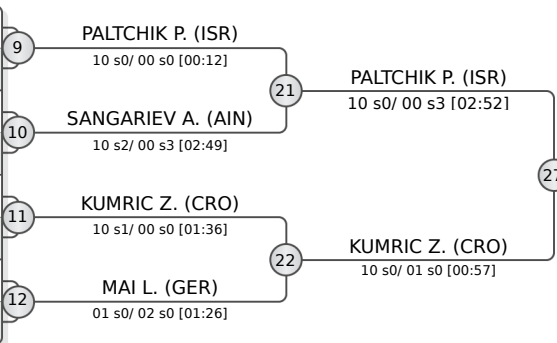 9
PALTCHIK P. (ISR)
10 s0/ 00 s0 [00:12]
21
PALTCHIK P. (ISR)
10 s0/ 00 s3 [02:52]
10
SANGARIEV A. (AIN)
10 s2/ 00 s3 [02:49]
27
11
KUMRIC Z. (CRO)
10 s1/ 00 s0 [01:36]
22
KUMRIC Z. (CRO)
10 s0/ 01 s0 [00:57]
12
MAI L. (GER)
01 s0/ 02 s0 [01:26]